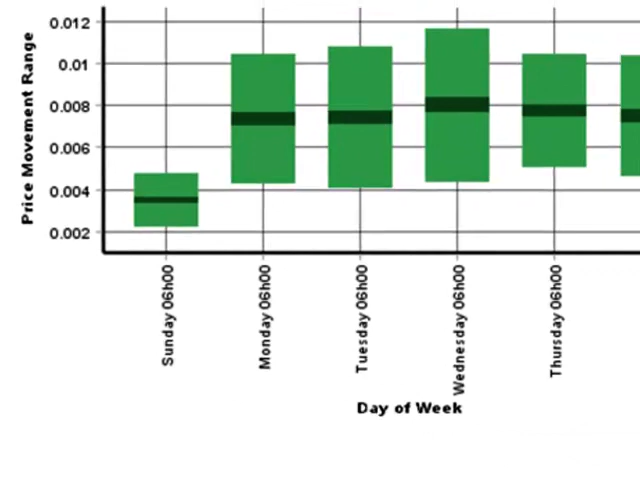 Price Movement Range
0.012
0.01
0.008
0.006
0.004
0.002
Sunday 06h00
Monday 06h00
Tuesday 06h00
Wednesday 06h00
Thursday 06h00
Day of Week